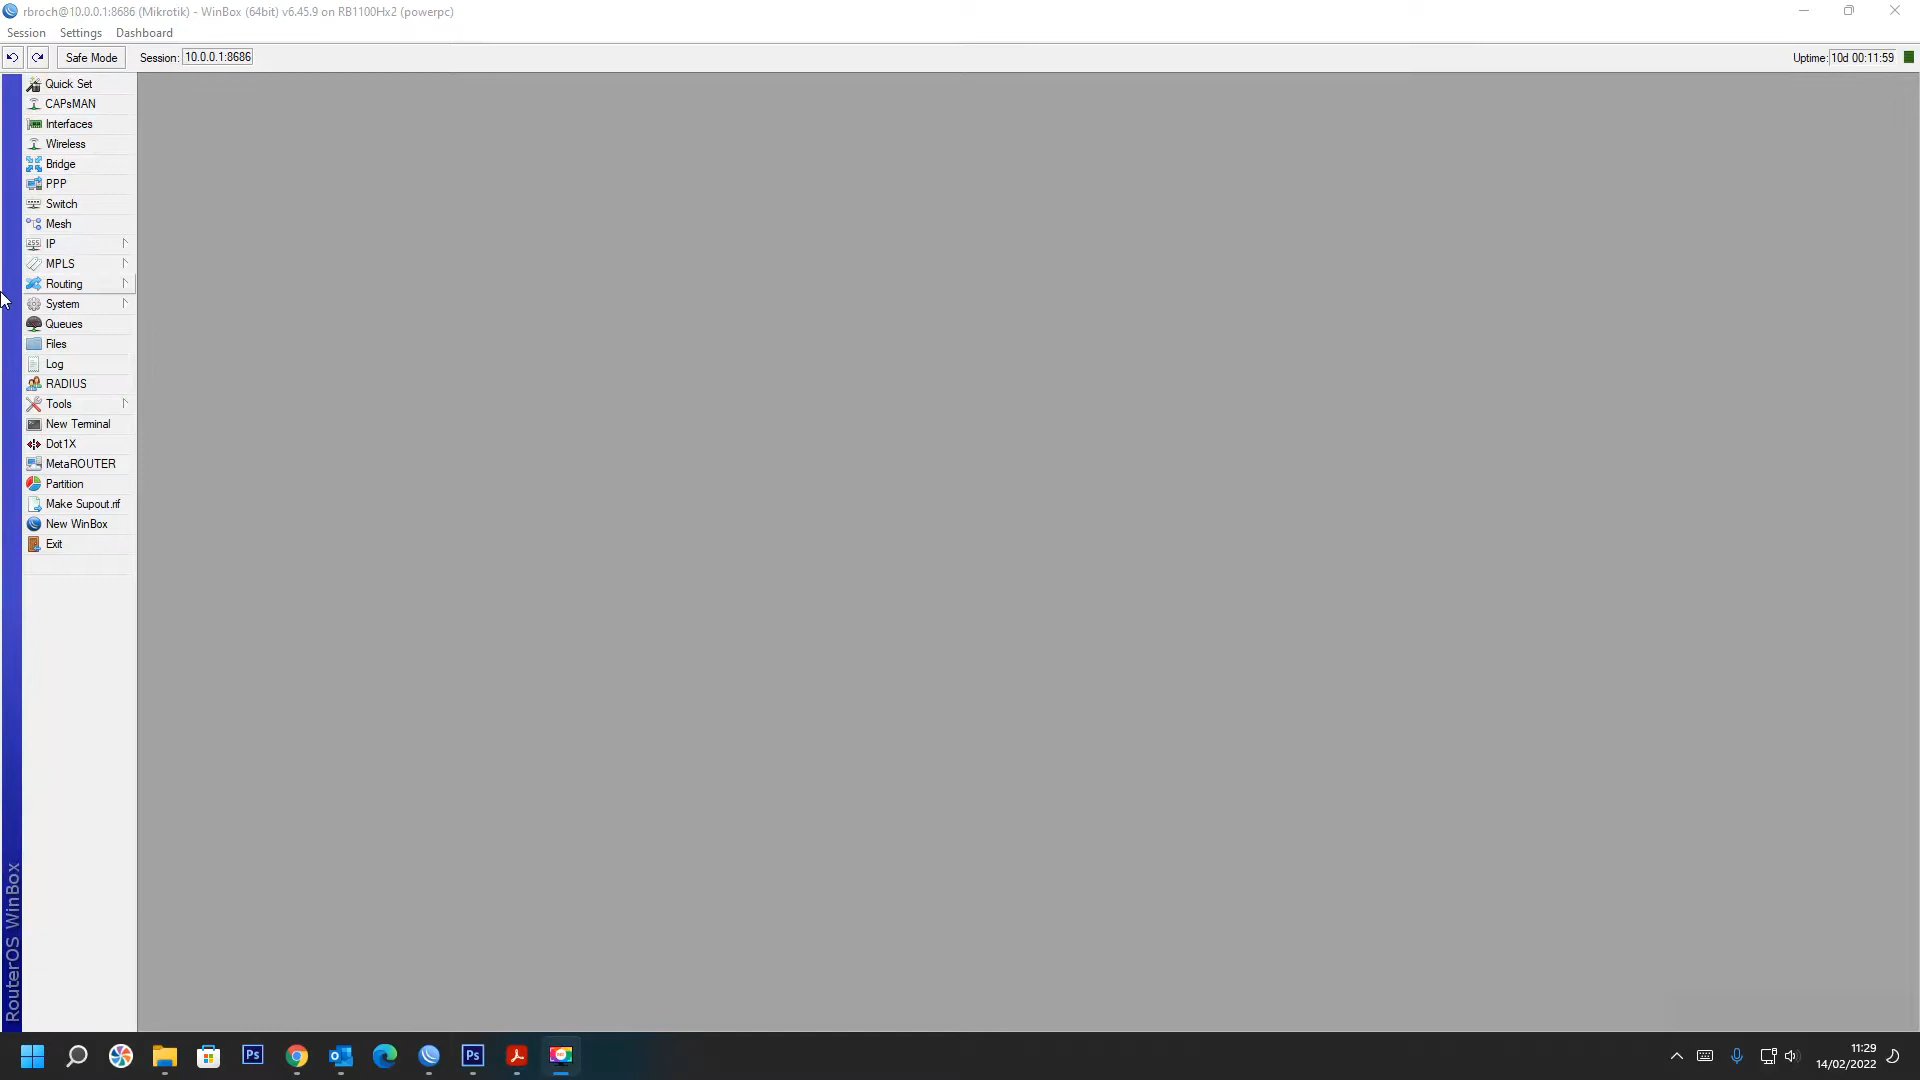 rbroch@10.0.0.1:8686 (Mikrotik) - WinBox (64bit) v6.45.9 on RB1100Hx2 (powerpc)
Session Settings Dashboard
Safe Mode Session: 10.0.0.1:8686 Uptime: 10d 00:11:59
Quick Set
CAPsMAN
Interfaces
Wireless
Bridge
PPP
Switch
Mesh
255 IP
MPLS
Routing
System
Queues
Files
Log
RADIUS
Tools
New Terminal
Dot1X
MetaROUTER
Partition
Make Supout.rif
New WinBox
Exit
RouterOS WinBox
Ps
Ps
11:29
14/02/2022